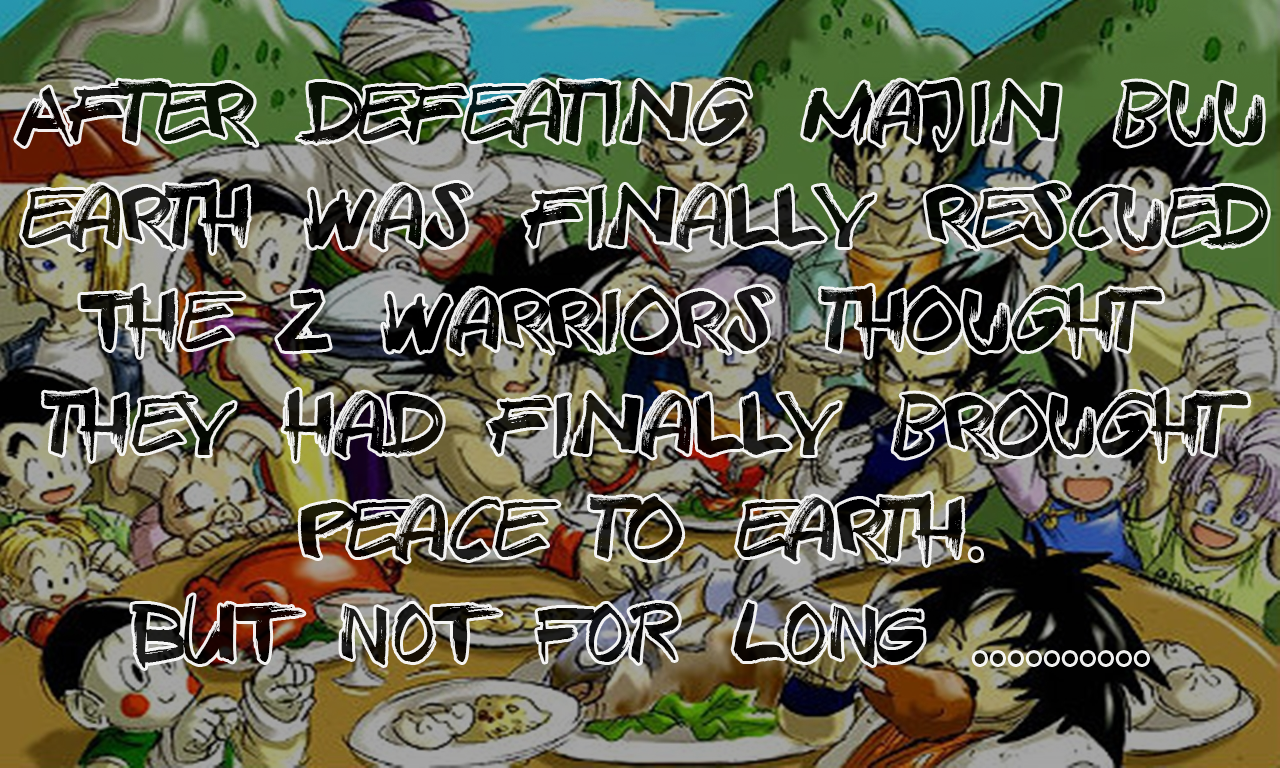 AFTER DEFEATING MAJIN BUU
EARTH WAS FINALLY RESCUED
THE Z WARRIORS THOUGHT
THEY HAD FINALLY BROUGHT
PEACE TO EARTH.
BUT NOT FOR LONG ..........